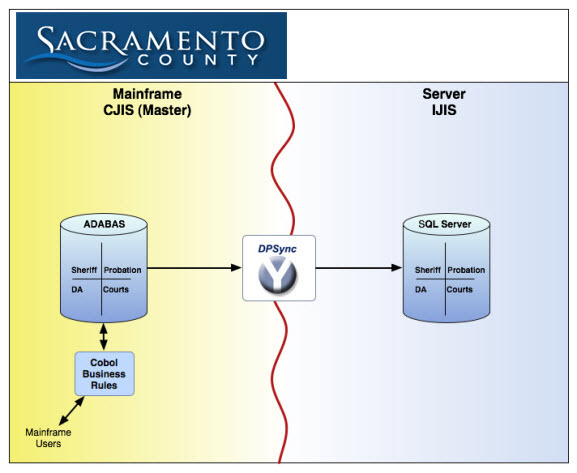 SACRAMENTO
COUNTY
Mainframe
CJIS (Master)
Server
IJIS
ADABAS
Sheriff
Probation
DA
Courts
DPSync
Y
SQL Server
Sheriff
Probation
DA
Courts
Cobol
Business
Rules
Mainframe
Users